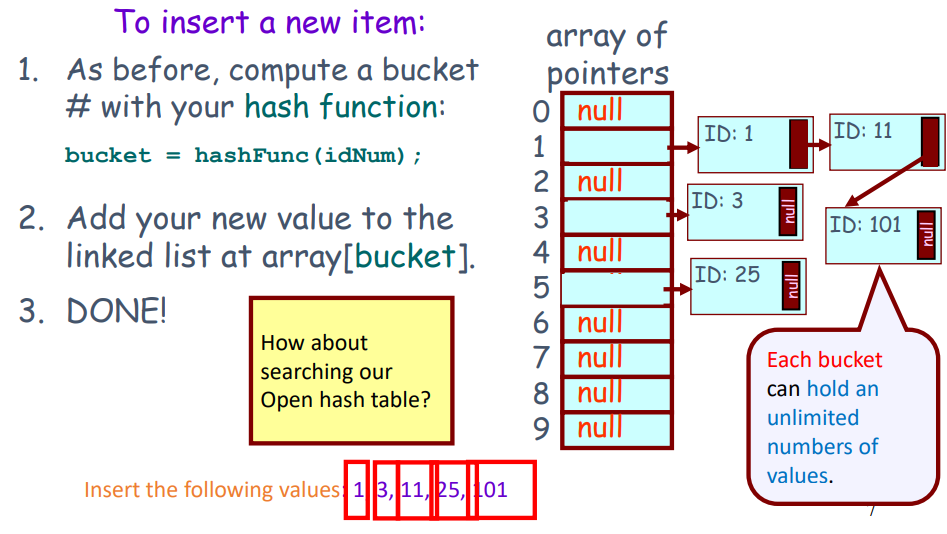 To insert a new item:
1. As before, compute a bucket
# with your hash function:
bucket = hashFunc(idNum);
2. Add your new value to the
linked list at array[bucket].
3. DONE!
How about
searching our
Open hash table?
Insert the following values: 1, 3, 11, 25, 101
array of
pointers
0 null
1
2 null
3
4 null
5
6 null
7 null
8 null
9 null
ID: 1
ID: 11
ID: 3
null
ID: 101
null
ID: 25
null
Each bucket
can hold an
unlimited
numbers of
values.